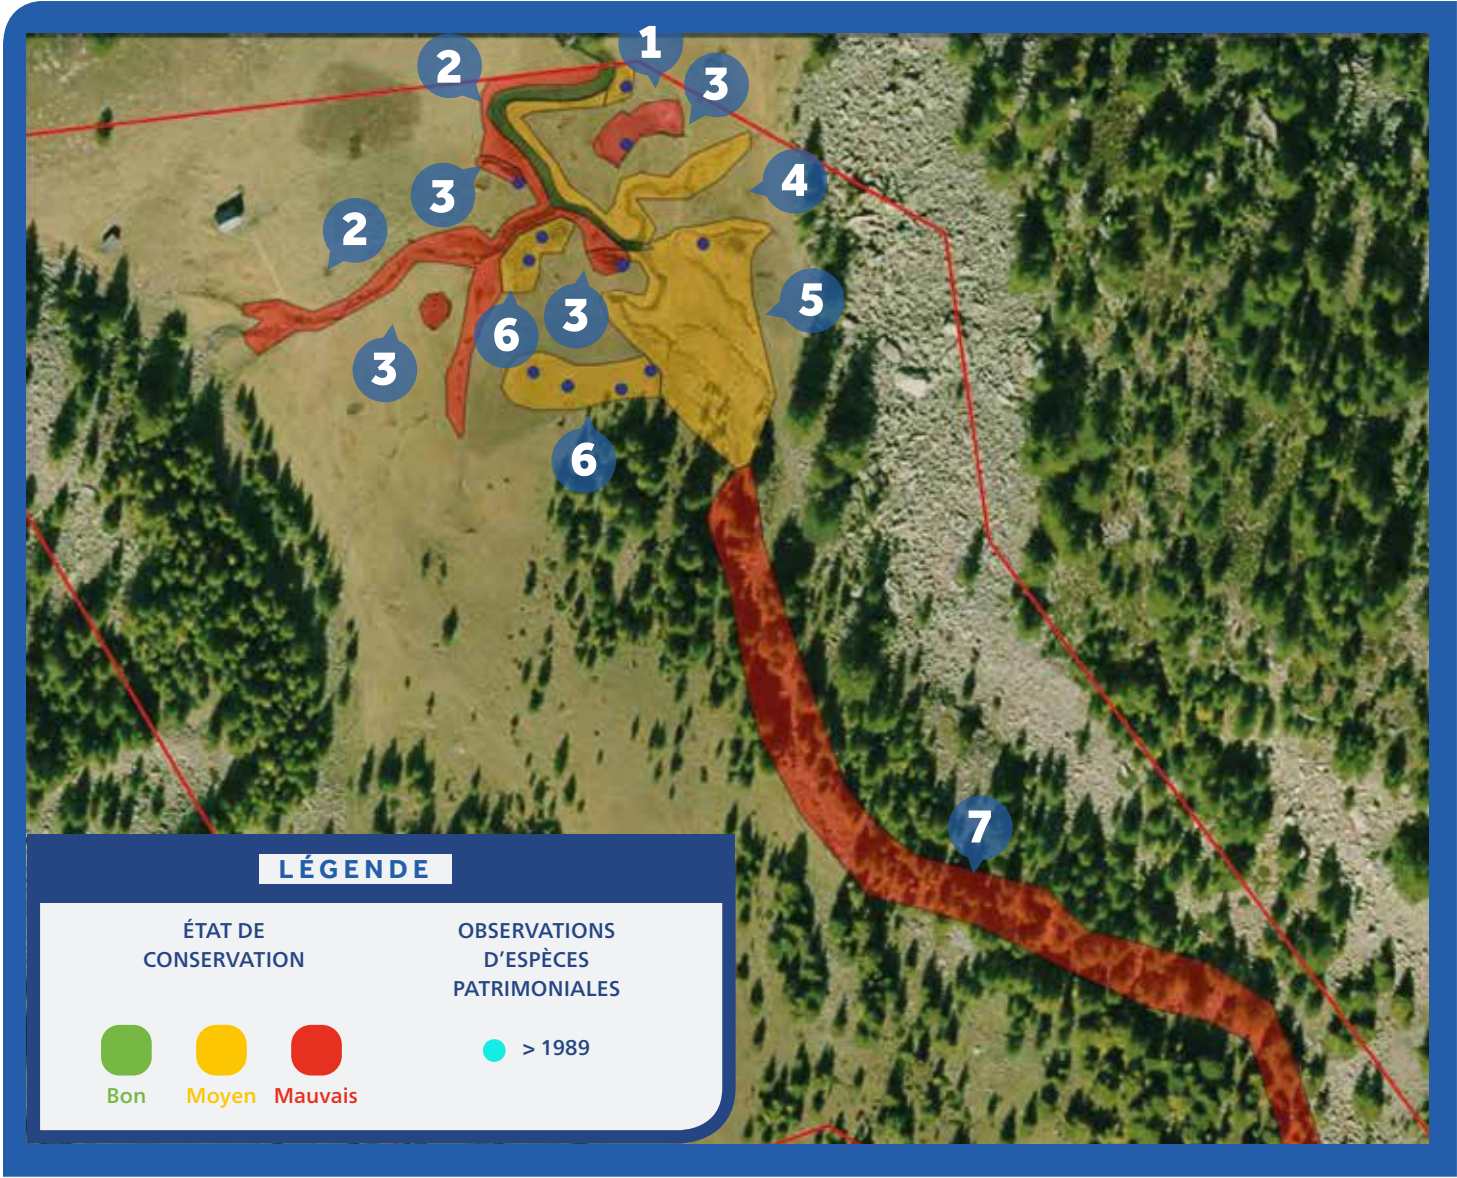 1
2
3
4
3
2
3
5
6
3
6
7
LÉGENDE
ÉTAT DE
CONSERVATION
OBSERVATIONS
D’ESPÈCES
PATRIMONIALES
> 1989
Bon
Moyen
Mauvais